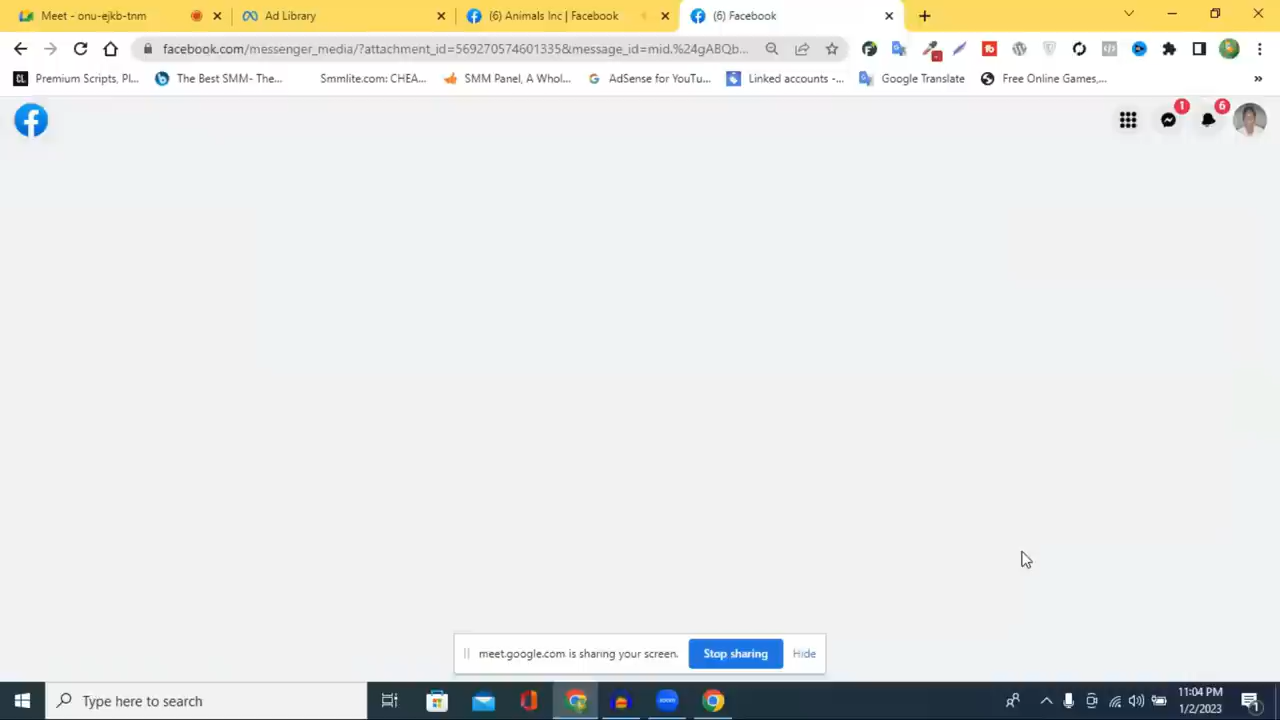 Meet - onu-ejkb-tnm
Ad Library
(6) Animals Inc | Facebook
(6) Facebook
facebook.com/messenger_media/?attachment_id=569270574601335&message_id=mid.%24gABQb...
Premium Scripts, Pl...
The Best SMM- The...
Smmlite.com: CHEA...
SMM Panel, A Whol...
AdSense for YouTu...
Linked accounts -...
Google Translate
Free Online Games,...
1
6
meet.google.com is sharing your screen.
Stop sharing
Hide
Type here to search
11:04 PM
1/2/2023
1